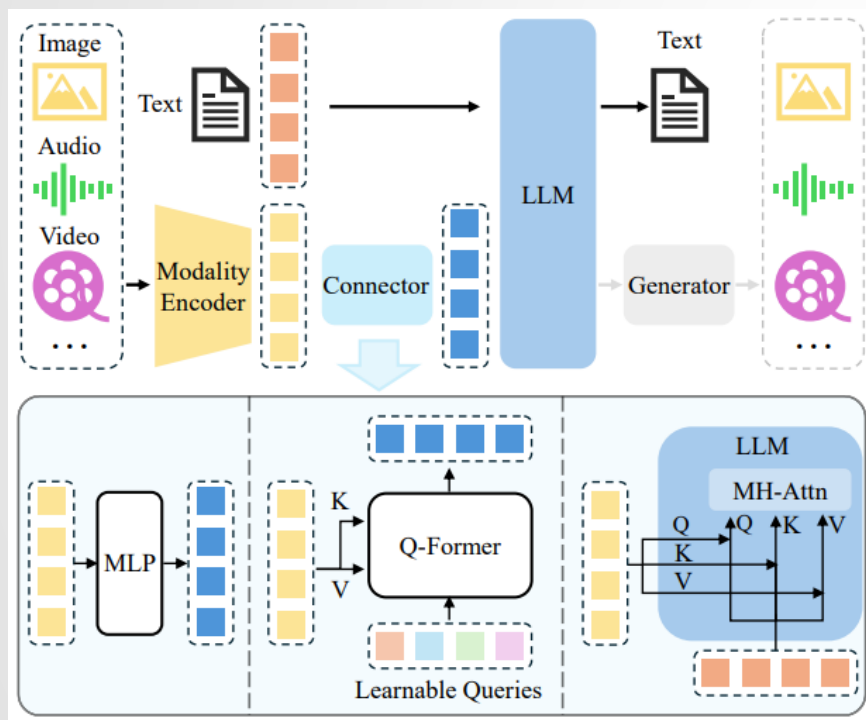 Image
Text
Audio
Video
...
Modality
Encoder
Connector
LLM
Text
Generator
...
MLP
K
V
Q-Former
Learnable Queries
LLM
MH-Attn
Q
K
V
Q
K
V